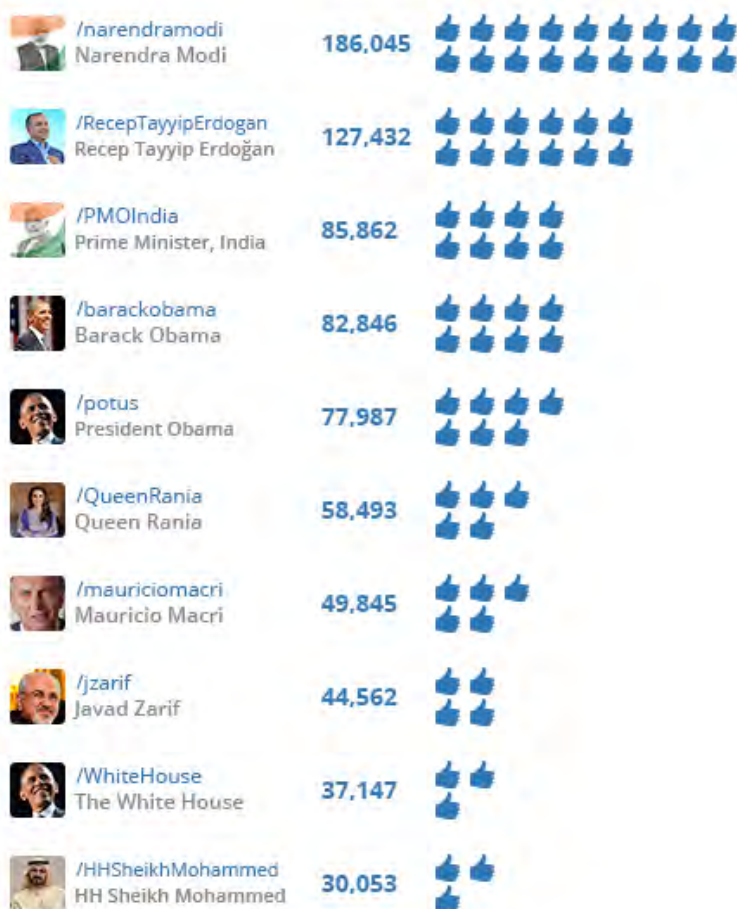 /narendramodi
Narendra Modi
186,045
/RecepTayyipErdogan
Recep Tayyip Erdoğan
127,432
/PMOIndia
Prime Minister, India
85,862
/barackobama
Barack Obama
82,846
/potus
President Obama
77,987
/QueenRania
Queen Rania
58,493
/mauriciomacri
Mauricio Macri
49,845
/jzarif
Javad Zarif
44,562
/WhiteHouse
The White House
37,147
/HHSheikhMohammed
HH Sheikh Mohammed
30,053